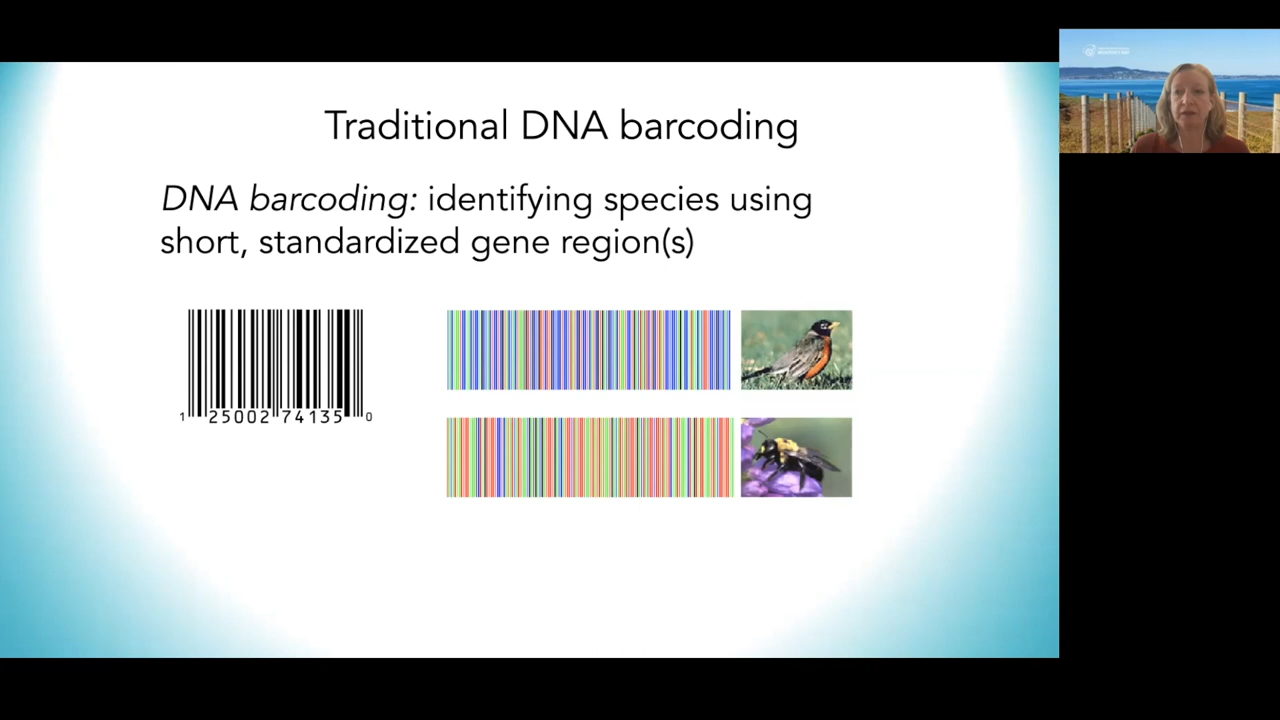 Traditional DNA barcoding
DNA barcoding: identifying species using
short, standardized gene region(s)
1 25002 74135 0